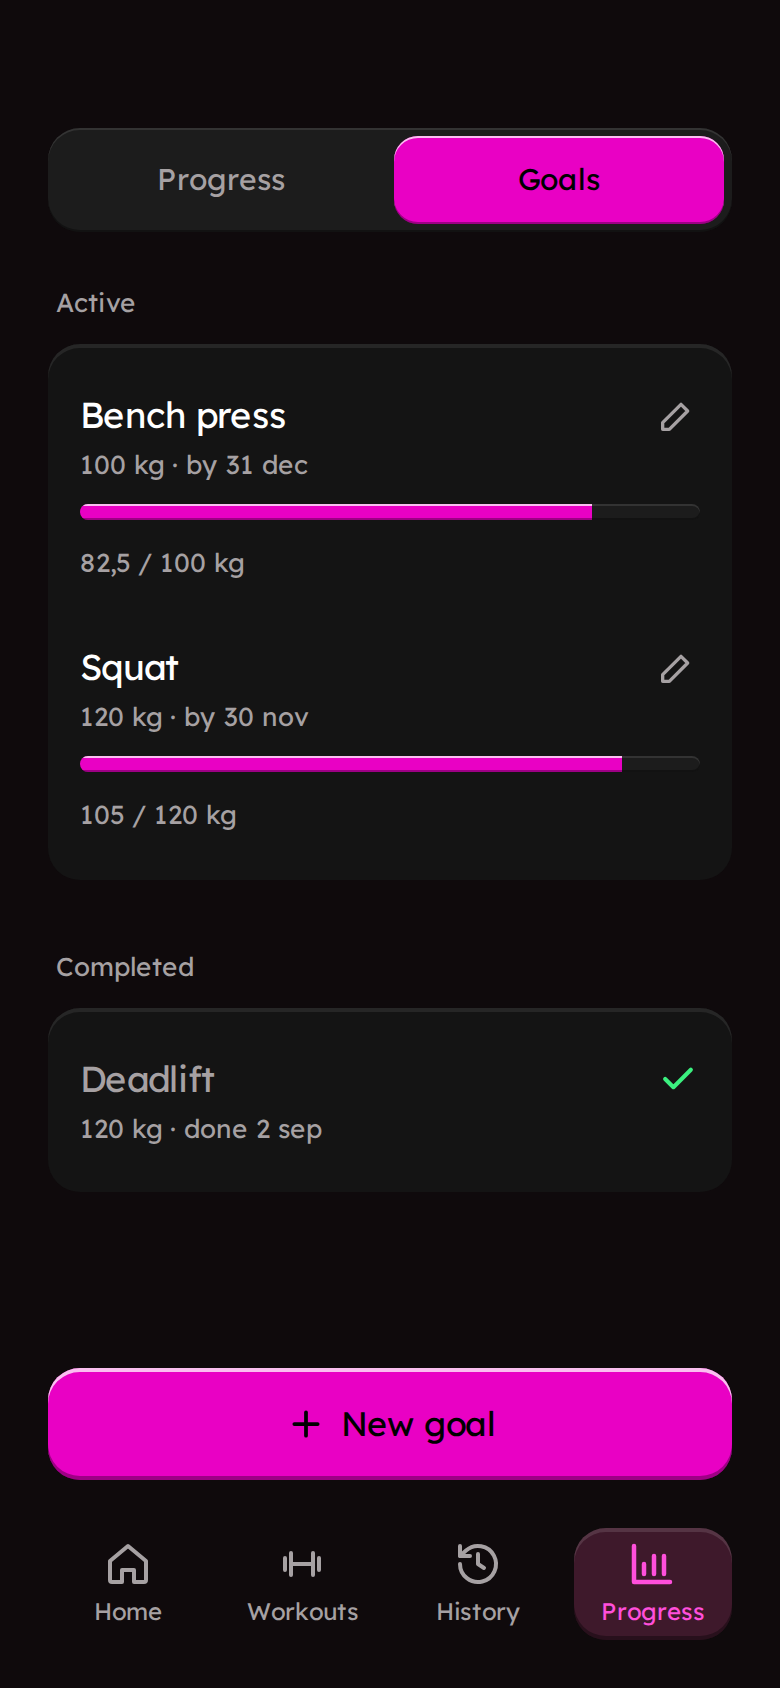 Progress
Goals
Active
Bench press
100 kg · by 31 dec
82,5 / 100 kg
Squat
120 kg · by 30 nov
105 / 120 kg
Completed
Deadlift
120 kg · done 2 sep
+ New goal
Home
Workouts
History
Progress